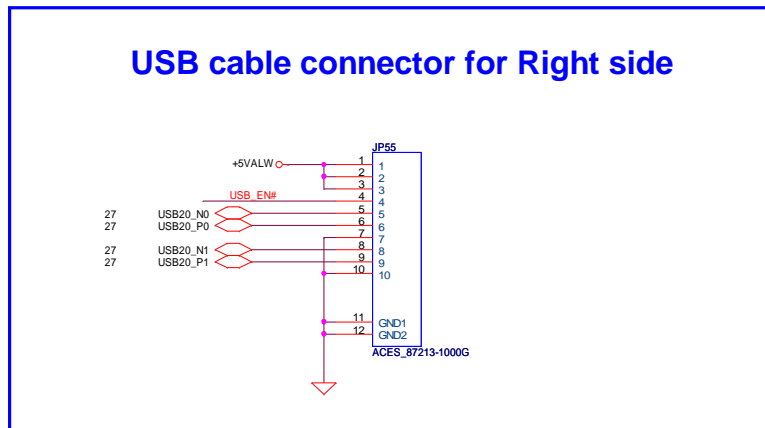 USB cable connector for Right side
JP55
+5VALW 1 1
2 2
3 3
USB_EN# 4 4
27 USB20_N0 5 5
27 USB20_P0 6 6
7 7
27 USB20_N1 8 8
27 USB20_P1 9 9
10 10
11 GND1
12 GND2
ACES_87213-1000G